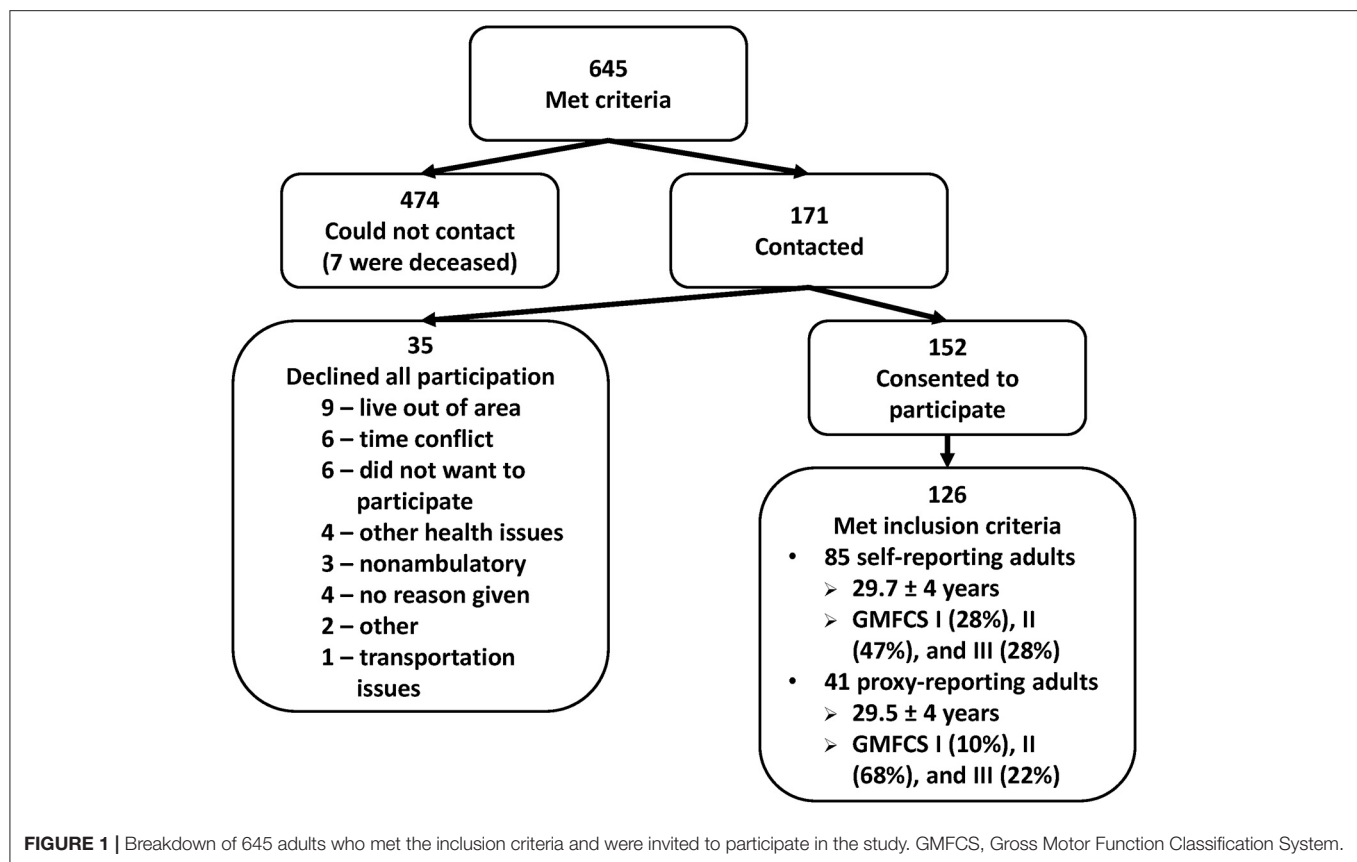 645
Met criteria
474
Could not contact
(7 were deceased)
171
Contacted
35
Declined all participation
9 – live out of area
6 – time conflict
6 – did not want to
participate
4 – other health issues
3 – nonambulatory
4 – no reason given
2 – other
1 – transportation
issues
152
Consented to
participate
126
Met inclusion criteria
• 85 self-reporting adults
➢ 29.7 ± 4 years
➢ GMFCS I (28%), II
(47%), and III (28%)
• 41 proxy-reporting adults
➢ 29.5 ± 4 years
➢ GMFCS I (10%), II
(68%), and III (22%)
FIGURE 1 | Breakdown of 645 adults who met the inclusion criteria and were invited to participate in the study. GMFCS, Gross Motor Function Classification System.